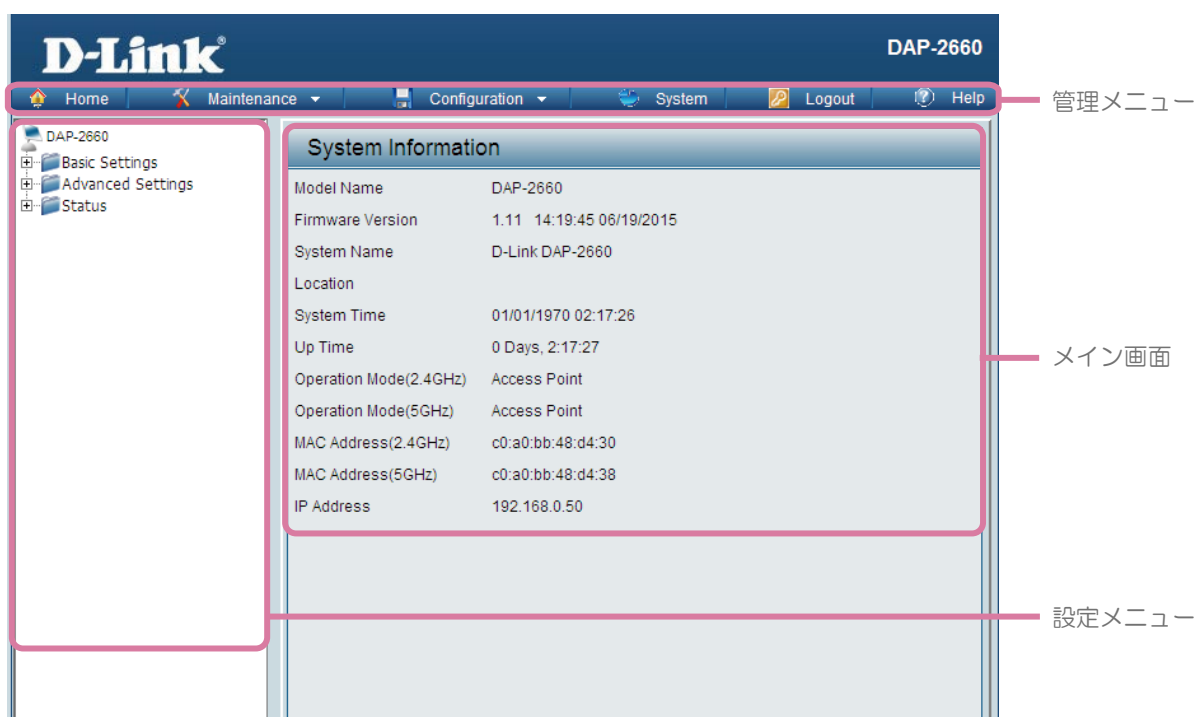 D-Link®
DAP-2660
Home Maintenance Configuration System Logout Help
管理メニュー
DAP-2660
Basic Settings
Advanced Settings
Status
System Information
Model Name DAP-2660
Firmware Version 1.11 14:19:45 06/19/2015
System Name D-Link DAP-2660
Location
System Time 01/01/1970 02:17:26
Up Time 0 Days, 2:17:27
Operation Mode(2.4GHz) Access Point
Operation Mode(5GHz) Access Point
MAC Address(2.4GHz) c0:a0:bb:48:d4:30
MAC Address(5GHz) c0:a0:bb:48:d4:38
IP Address 192.168.0.50
メイン画面
設定メニュー